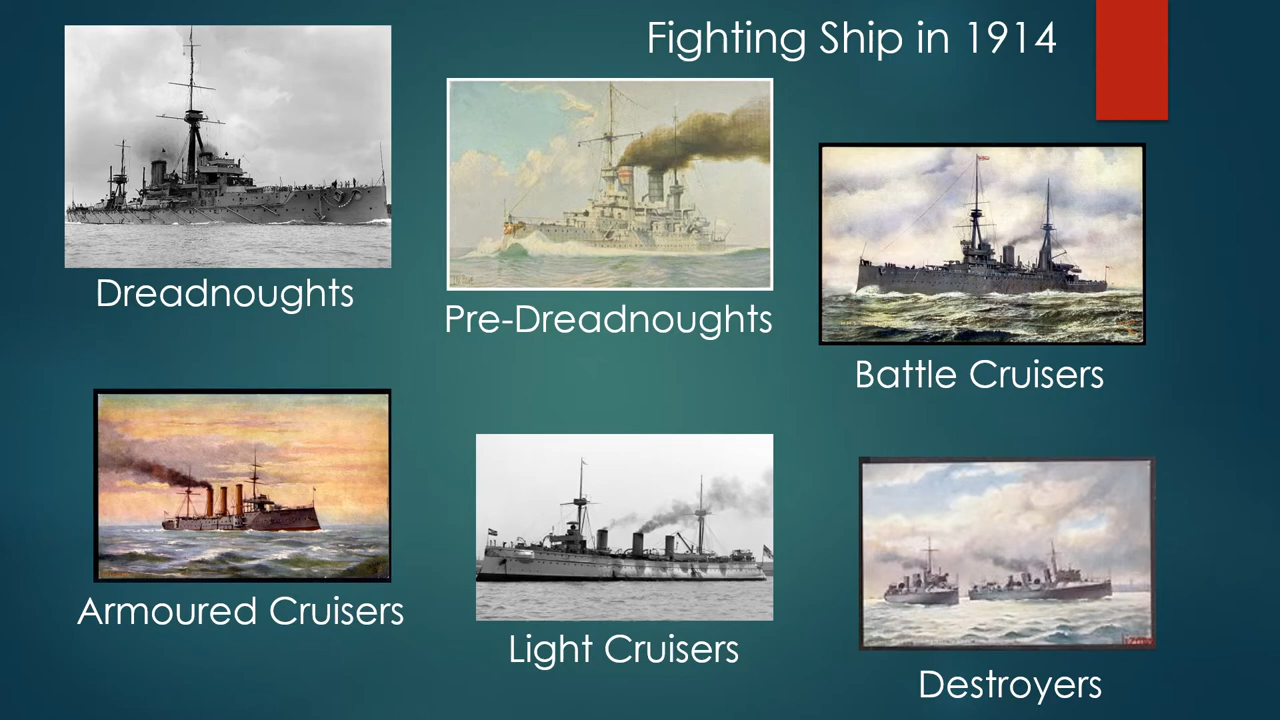 Fighting Ship in 1914
Dreadnoughts
Pre-Dreadnoughts
Battle Cruisers
Armoured Cruisers
Light Cruisers
Destroyers